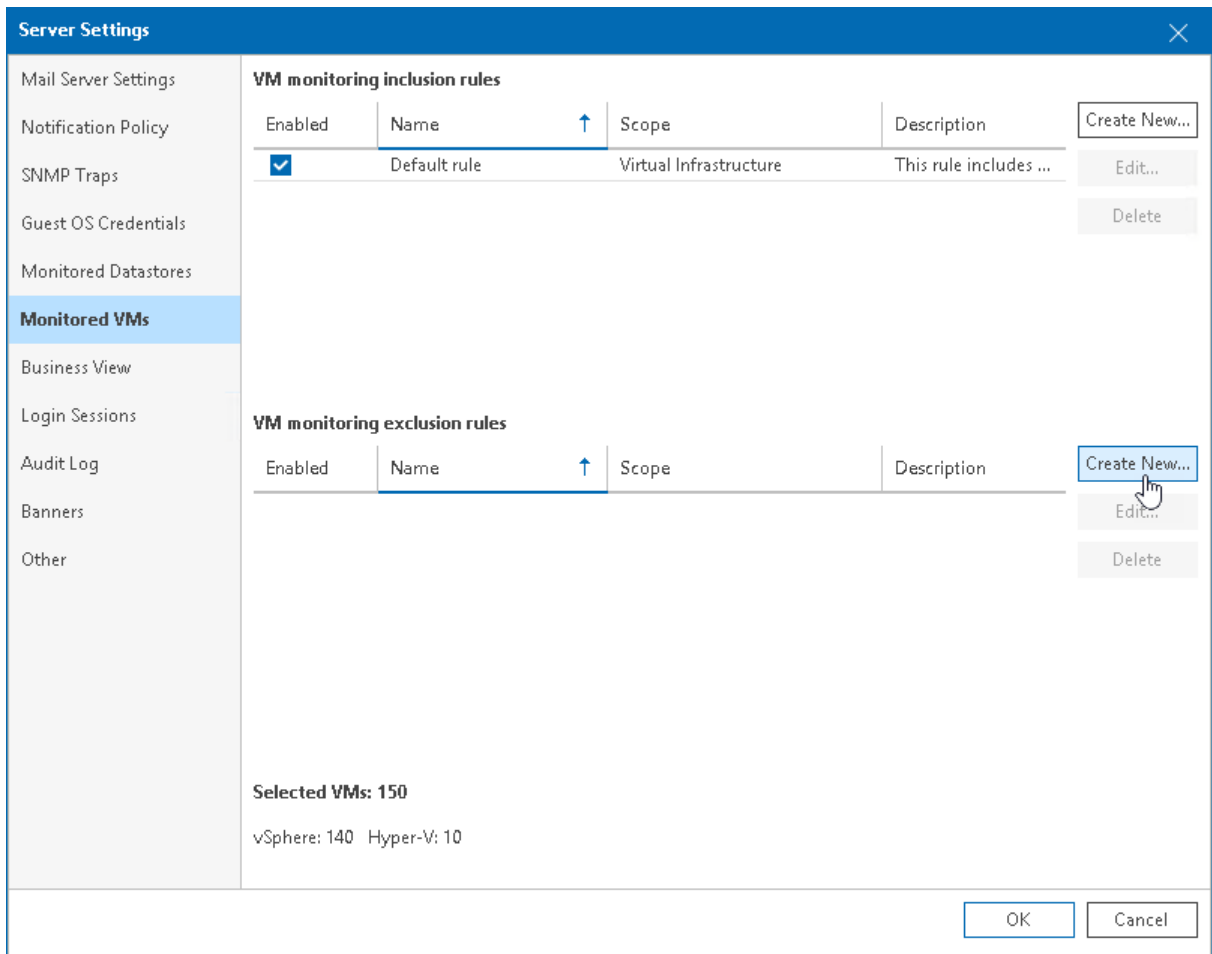 Server Settings
Mail Server Settings
Notification Policy
SNMP Traps
Guest OS Credentials
Monitored Datastores
Monitored VMs
Business View
Login Sessions
Audit Log
Banners
Other
VM monitoring inclusion rules
Enabled Name Scope Description
Default rule Virtual Infrastructure This rule includes ...
Create New...
Edit...
Delete
VM monitoring exclusion rules
Enabled Name Scope Description
Create New...
Edit...
Delete
Selected VMs: 150
vSphere: 140 Hyper-V: 10
OK Cancel